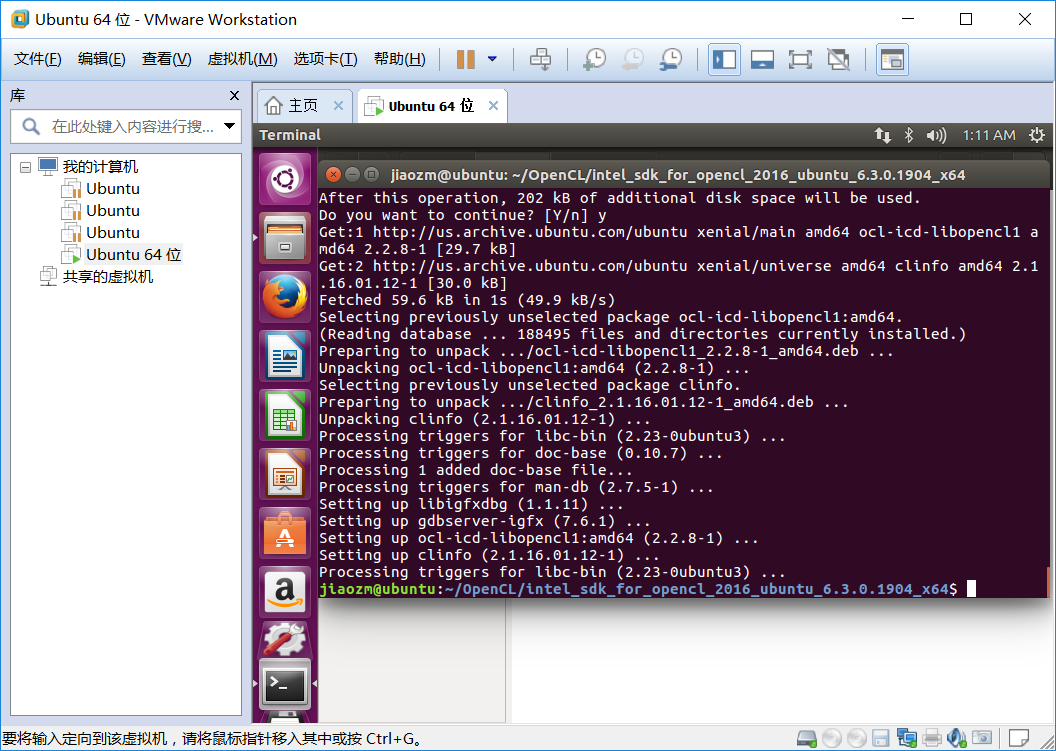 Ubuntu 64 位 - VMware Workstation
文件(F) 编辑(E) 查看(V) 虚拟机(M) 选项卡(T) 帮助(H)
库
在此处键入内容进行搜...
我的计算机
Ubuntu
Ubuntu
Ubuntu
Ubuntu 64 位
共享的虚拟机
主页 Ubuntu 64 位
Terminal 1:11 AM
jiaozm@ubuntu: ~/OpenCL/intel_sdk_for_opencl_2016_ubuntu_6.3.0.1904_x64
After this operation, 202 kB of additional disk space will be used.
Do you want to continue? [Y/n] y
Get:1 http://us.archive.ubuntu.com/ubuntu xenial/main amd64 ocl-icd-libopencl1 a
md64 2.2.8-1 [29.7 kB]
Get:2 http://us.archive.ubuntu.com/ubuntu xenial/universe amd64 clinfo amd64 2.1
.16.01.12-1 [30.0 kB]
Fetched 59.6 kB in 1s (49.9 kB/s)
Selecting previously unselected package ocl-icd-libopencl1:amd64.
(Reading database ... 188495 files and directories currently installed.)
Preparing to unpack .../ocl-icd-libopencl1_2.2.8-1_amd64.deb ...
Unpacking ocl-icd-libopencl1:amd64 (2.2.8-1) ...
Selecting previously unselected package clinfo.
Preparing to unpack .../clinfo_2.1.16.01.12-1_amd64.deb ...
Unpacking clinfo (2.1.16.01.12-1) ...
Processing triggers for libc-bin (2.23-0ubuntu3) ...
Processing triggers for doc-base (0.10.7) ...
Processing 1 added doc-base file...
Processing triggers for man-db (2.7.5-1) ...
Setting up libigfxdbg (1.1.11) ...
Setting up gdbserver-igfx (7.6.1) ...
Setting up ocl-icd-libopencl1:amd64 (2.2.8-1) ...
Setting up clinfo (2.1.16.01.12-1) ...
Processing triggers for libc-bin (2.23-0ubuntu3) ...
jiaozm@ubuntu:~/OpenCL/intel_sdk_for_opencl_2016_ubuntu_6.3.0.1904_x64$
要将输入定向到该虚拟机，请将鼠标指针移入其中或按 Ctrl+G。